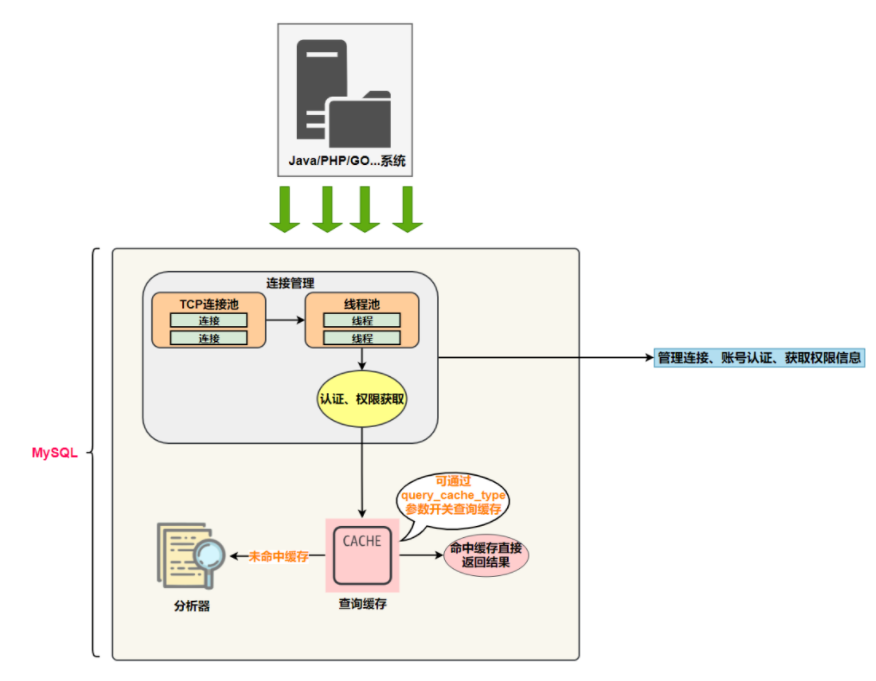 Java/PHP/GO...系统
连接管理
TCP连接池
连接
连接
线程池
线程
线程
管理连接、账号认证、获取权限信息
认证、权限获取
MySQL
可通过
query_cache_type
参数开关查询缓存
CACHE
未命中缓存
命中缓存直接
返回结果
分析器
查询缓存